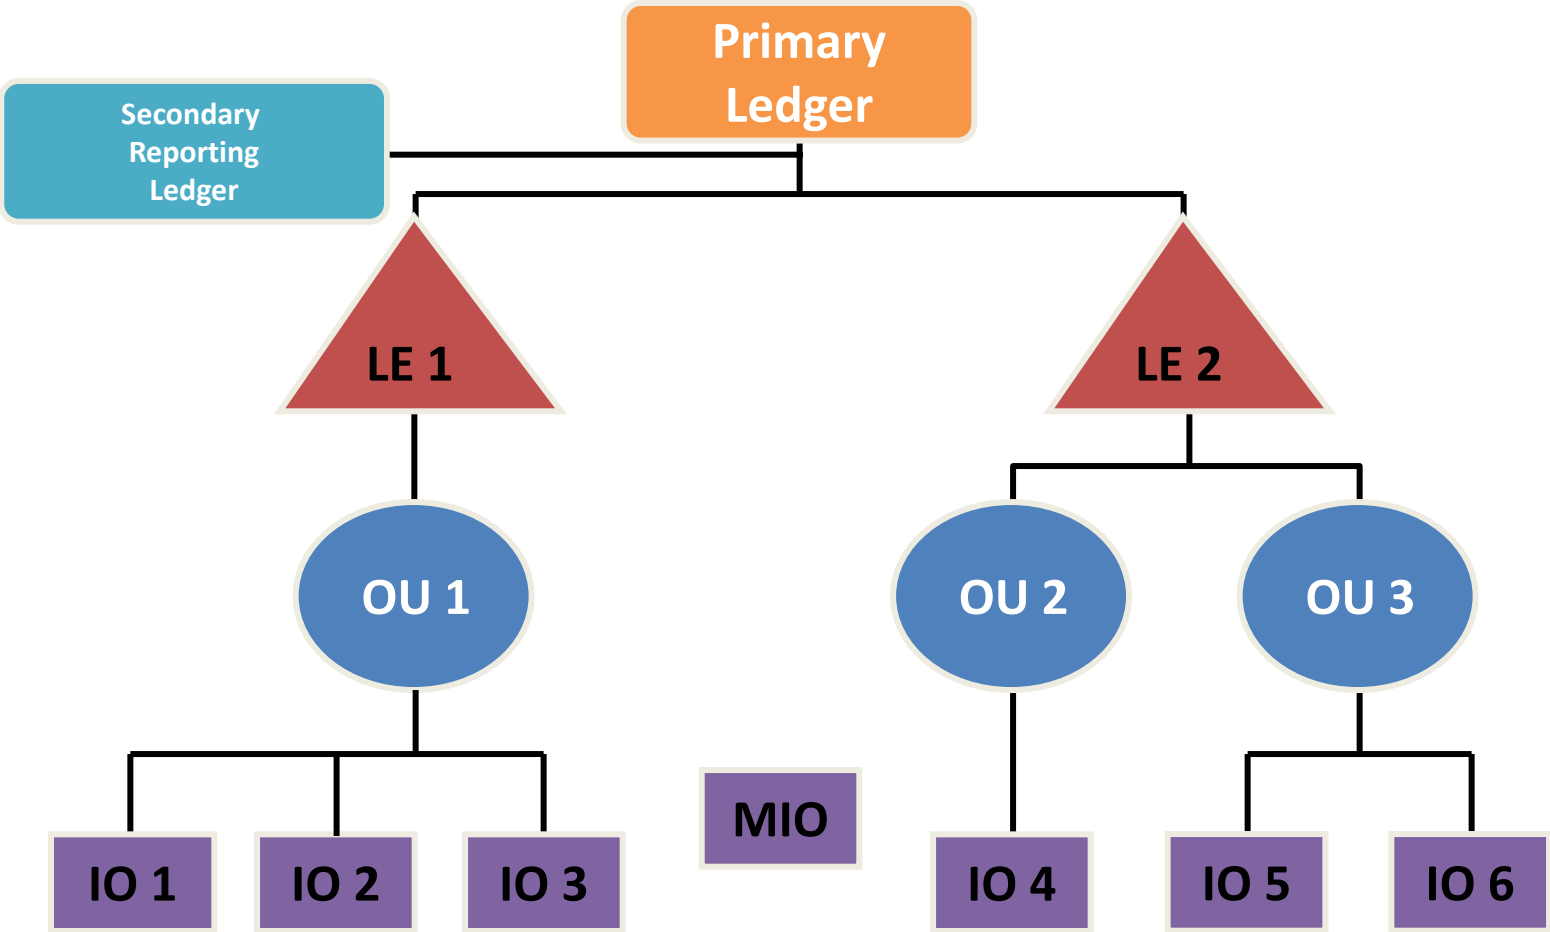 Primary
Ledger
Secondary
Reporting
Ledger
LE 1
LE 2
OU 1
OU 2
OU 3
MIO
IO 1
IO 2
IO 3
IO 4
IO 5
IO 6